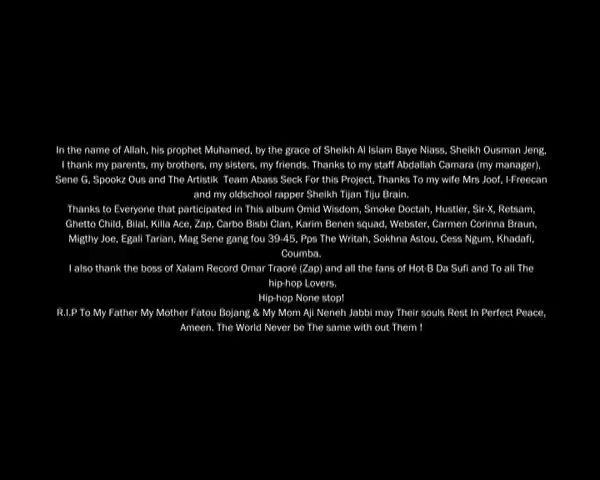 In the name of Allah, his prophet Muhamed, by the grace of Sheikh Al Islam Baye Niass, Sheikh Ousman Jeng,
I thank my parents, my brothers, my sisters, my friends. Thanks to my staff Abdallah Camara (my manager),
Sene G, Spookz Ous and The Artistik Team Abass Seck For this Project, Thanks To my wife Mrs Joof, I-Freecan
and my oldschool rapper Sheikh Tijan Tiju Brain.
Thanks to Everyone that participated in This album Omid Wisdom, Smoke Doctah, Hustler, Sir-X, Retsam,
Ghetto Child, Bilal, Killa Ace, Zap, Carbo Bisbi Clan, Karim Benen squad, Webster, Carmen Corinna Braun,
Migthy Joe, Egali Tarian, Mag Sene gang fou 39-45, Pps The Writah, Sokhna Astou, Cess Ngum, Khadafi,
Coumba.
I also thank the boss of Xalam Record Omar Traoré (Zap) and all the fans of Hot-B Da Sufi and To all The
hip-hop Lovers.
Hip-hop None stop!
R.I.P To My Father My Mother Fatou Bojang & My Mom Aji Neneh Jabbi may Their souls Rest In Perfect Peace,
Ameen. The World Never be The same with out Them !